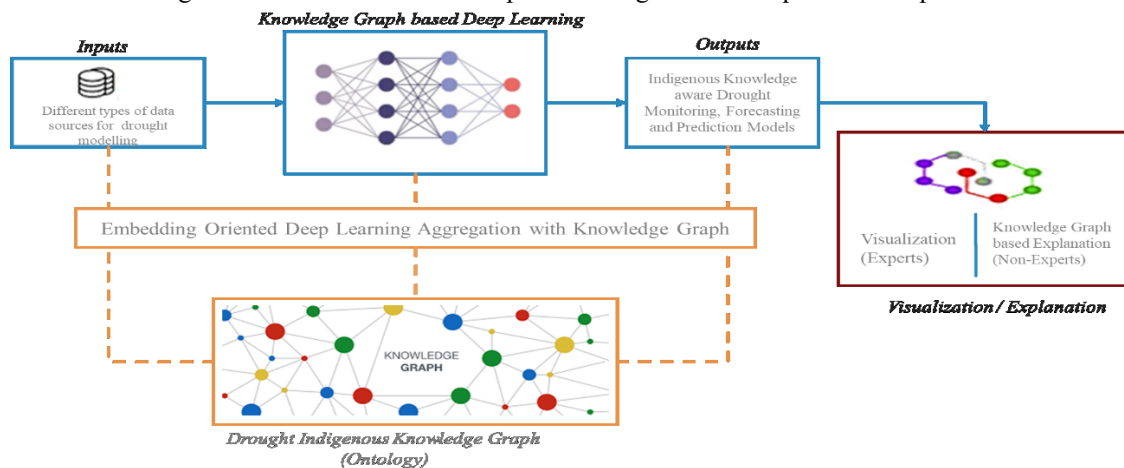 Knowledge Graph based Deep Learning
Inputs
Outputs
Different types of data
sources for drought
modelling
Indigenous Knowledge
aware Drought
Monitoring, Forecasting
and Prediction Models
Embedding Oriented Deep Learning Aggregation with Knowledge Graph
Visualization
(Experts)
Knowledge Graph
based Explanation
(Non-Experts)
Visualization/ Explanation
KNOWLEDGE
GRAPH
Drought Indigenous Knowledge Graph
(Ontology)